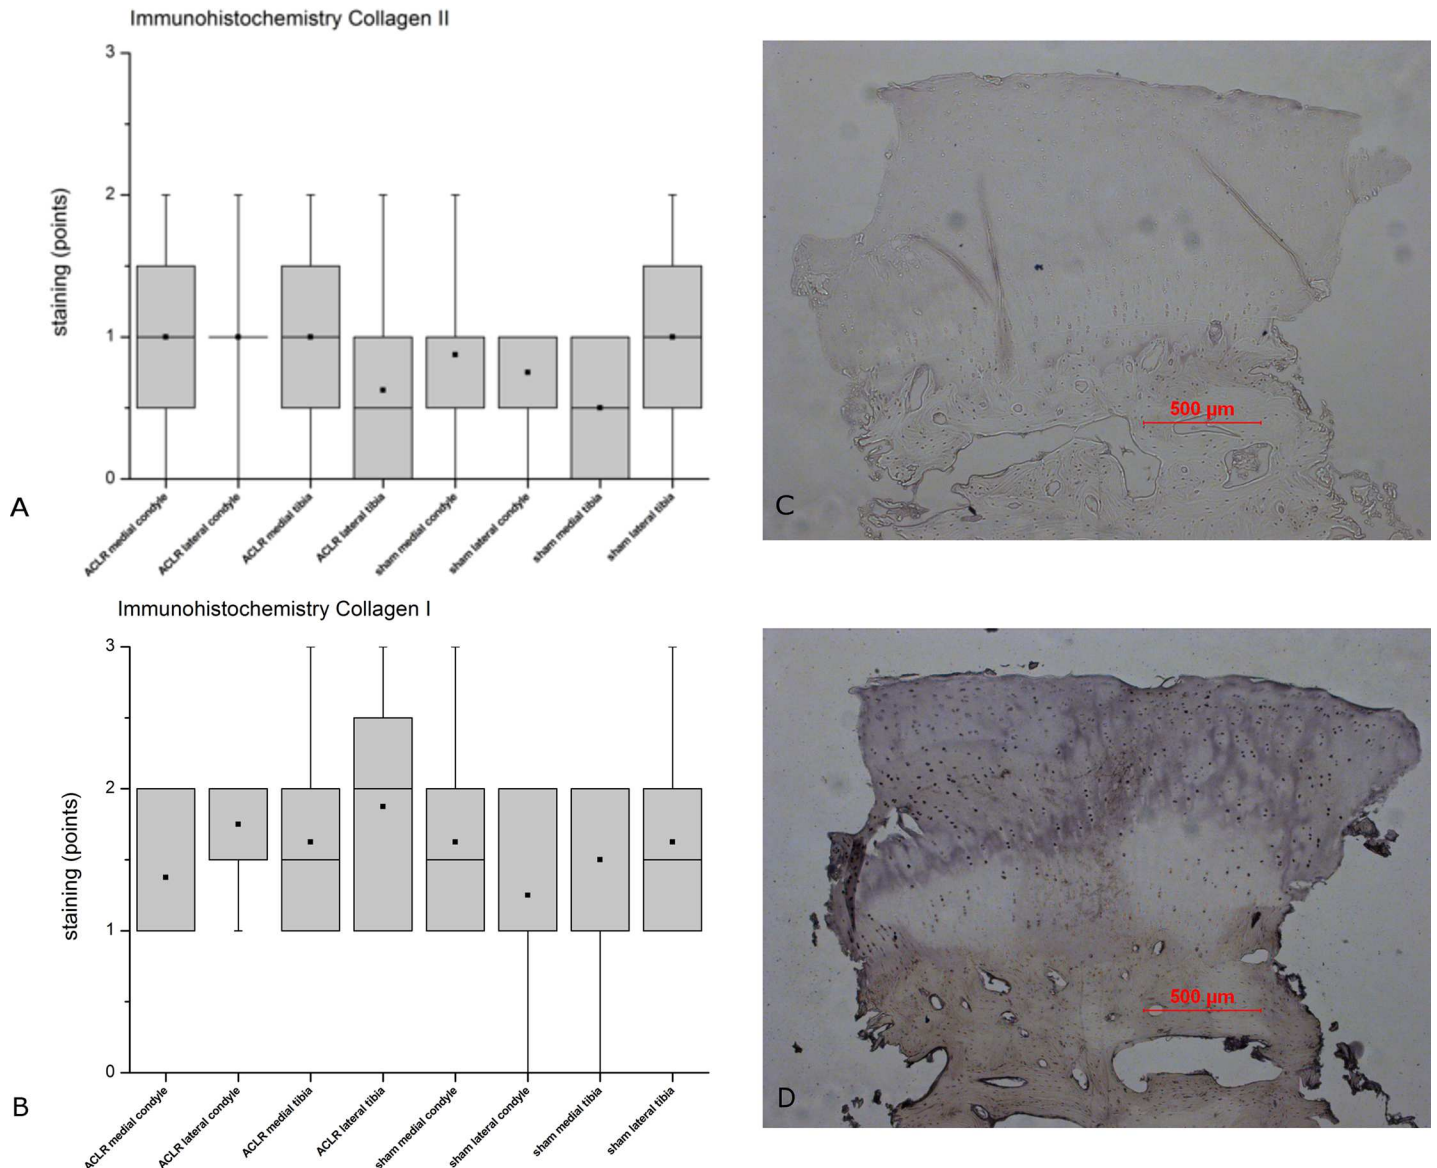 Immunohistochemistry Collagen II
3
2
1
0
staining (points)
ACLR medial condyle
ACLR lateral condyle
ACLR medial tibia
ACLR lateral tibia
sham medial condyle
sham lateral condyle
sham medial tibia
sham lateral tibia
A
500 µm
C
Immunohistochemistry Collagen I
3
2
1
0
staining (points)
ACLR medial condyle
ACLR lateral condyle
ACLR medial tibia
ACLR lateral tibia
sham medial condyle
sham lateral condyle
sham medial tibia
sham lateral tibia
B
500 µm
D